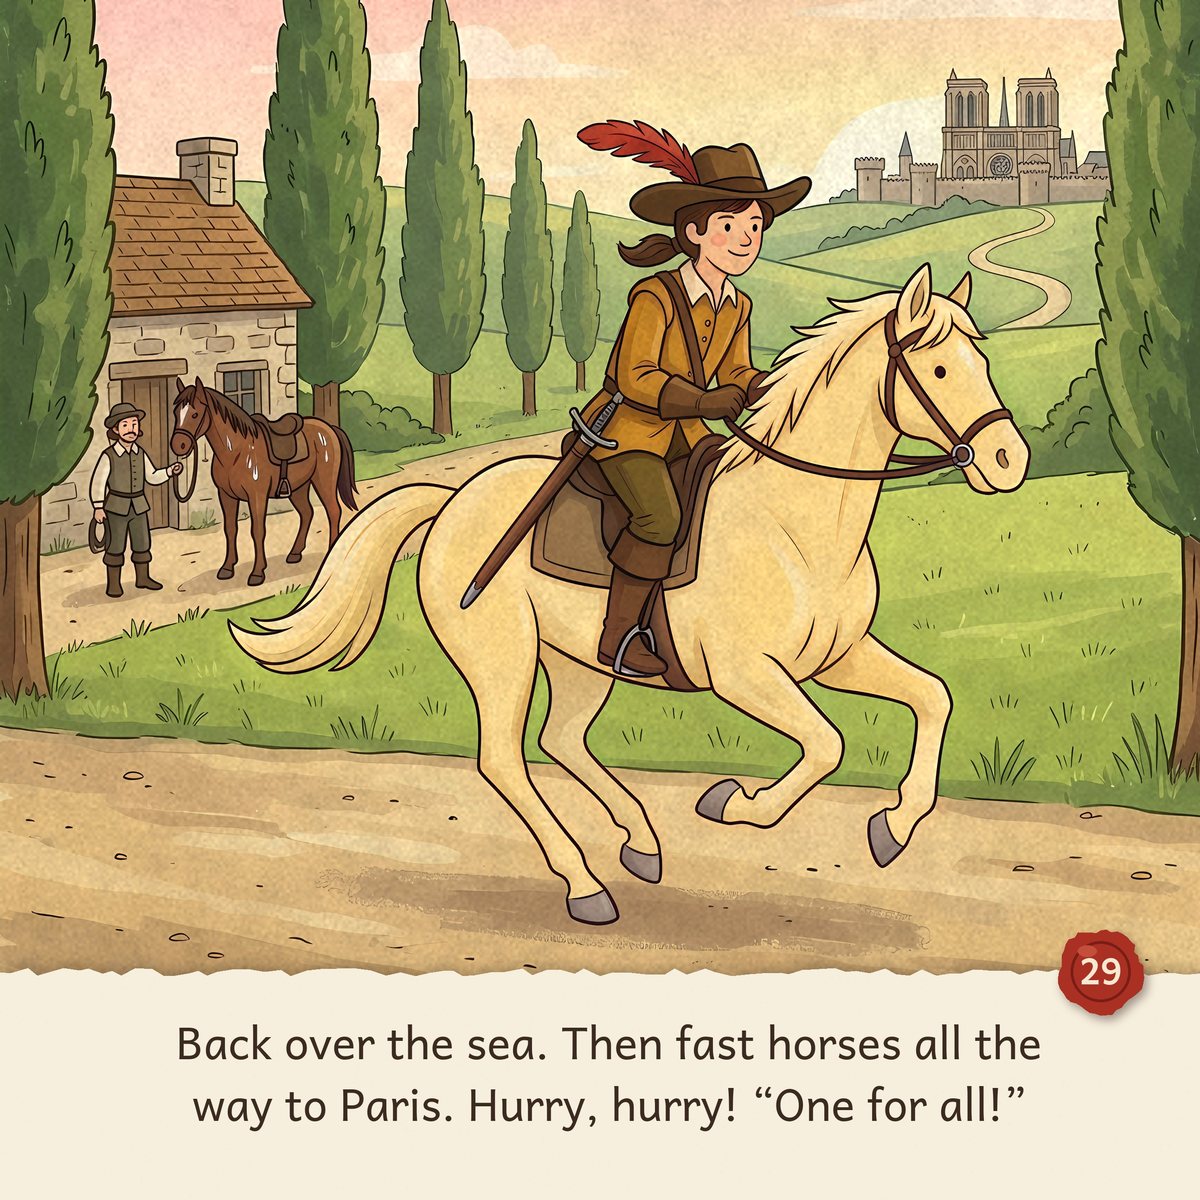 29
Back over the sea. Then fast horses all the
way to Paris. Hurry, hurry! “One for all!”